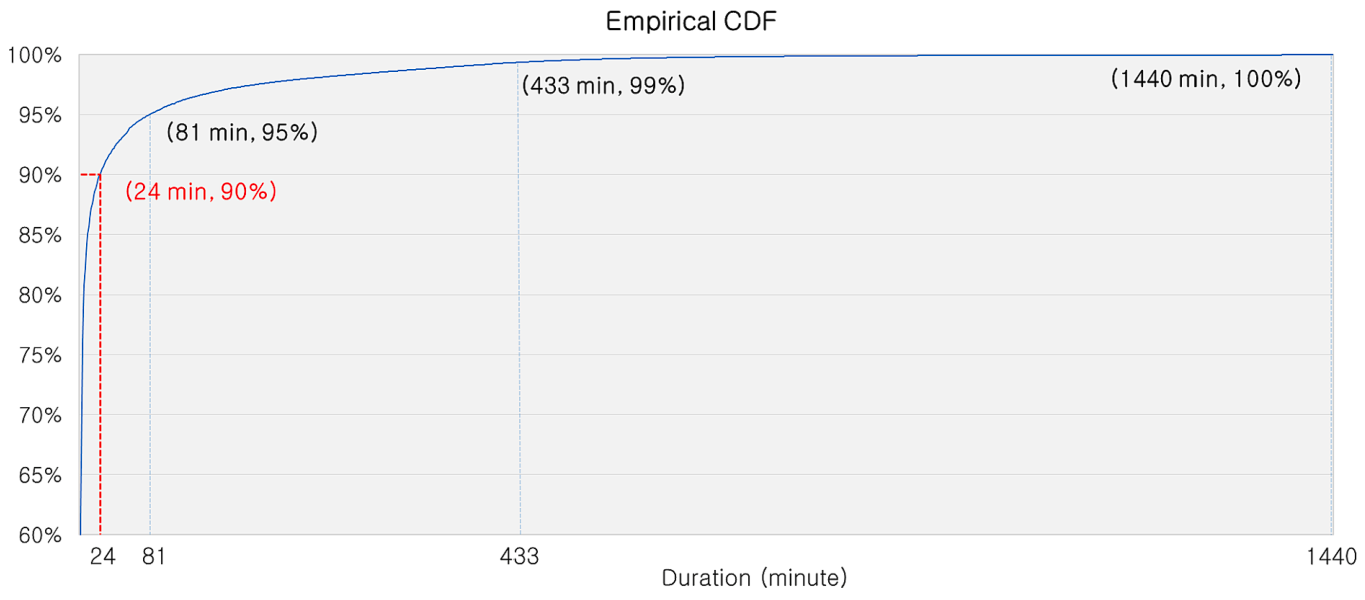 Empirical CDF
100%
(433 min, 99%)
(1440 min, 100%)
95%
(81 min, 95%)
90%
(24 min, 90%)
85%
80%
75%
70%
65%
60%
24 81 433 1440
Duration (minute)